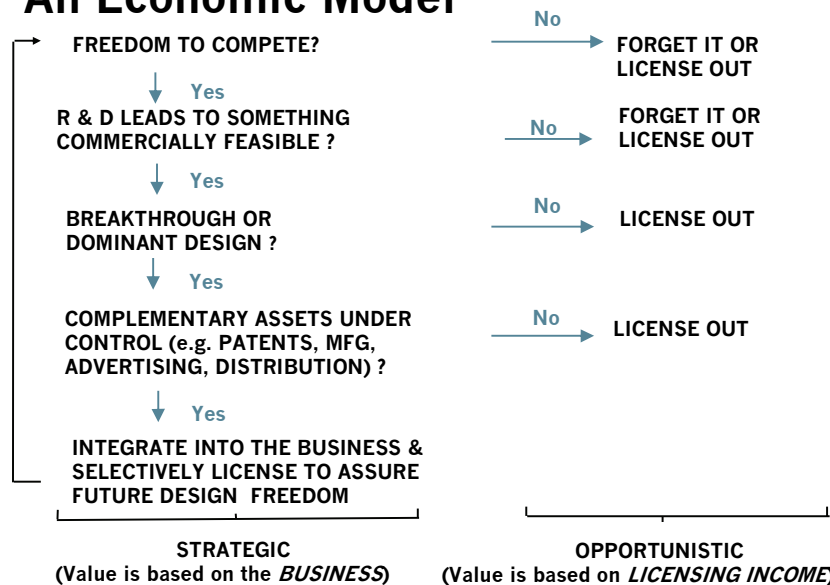 An Economic Model
FREEDOM TO COMPETE?
No
FORGET IT OR
LICENSE OUT
Yes
R & D LEADS TO SOMETHING
COMMERCIALLY FEASIBLE ?
No
FORGET IT OR
LICENSE OUT
Yes
BREAKTHROUGH OR
DOMINANT DESIGN ?
No
LICENSE OUT
Yes
COMPLEMENTARY ASSETS UNDER
CONTROL (e.g. PATENTS, MFG,
ADVERTISING, DISTRIBUTION) ?
No
LICENSE OUT
Yes
INTEGRATE INTO THE BUSINESS &
SELECTIVELY LICENSE TO ASSURE
FUTURE DESIGN FREEDOM
STRATEGIC
(Value is based on the BUSINESS)
OPPORTUNISTIC
(Value is based on LICENSING INCOME)